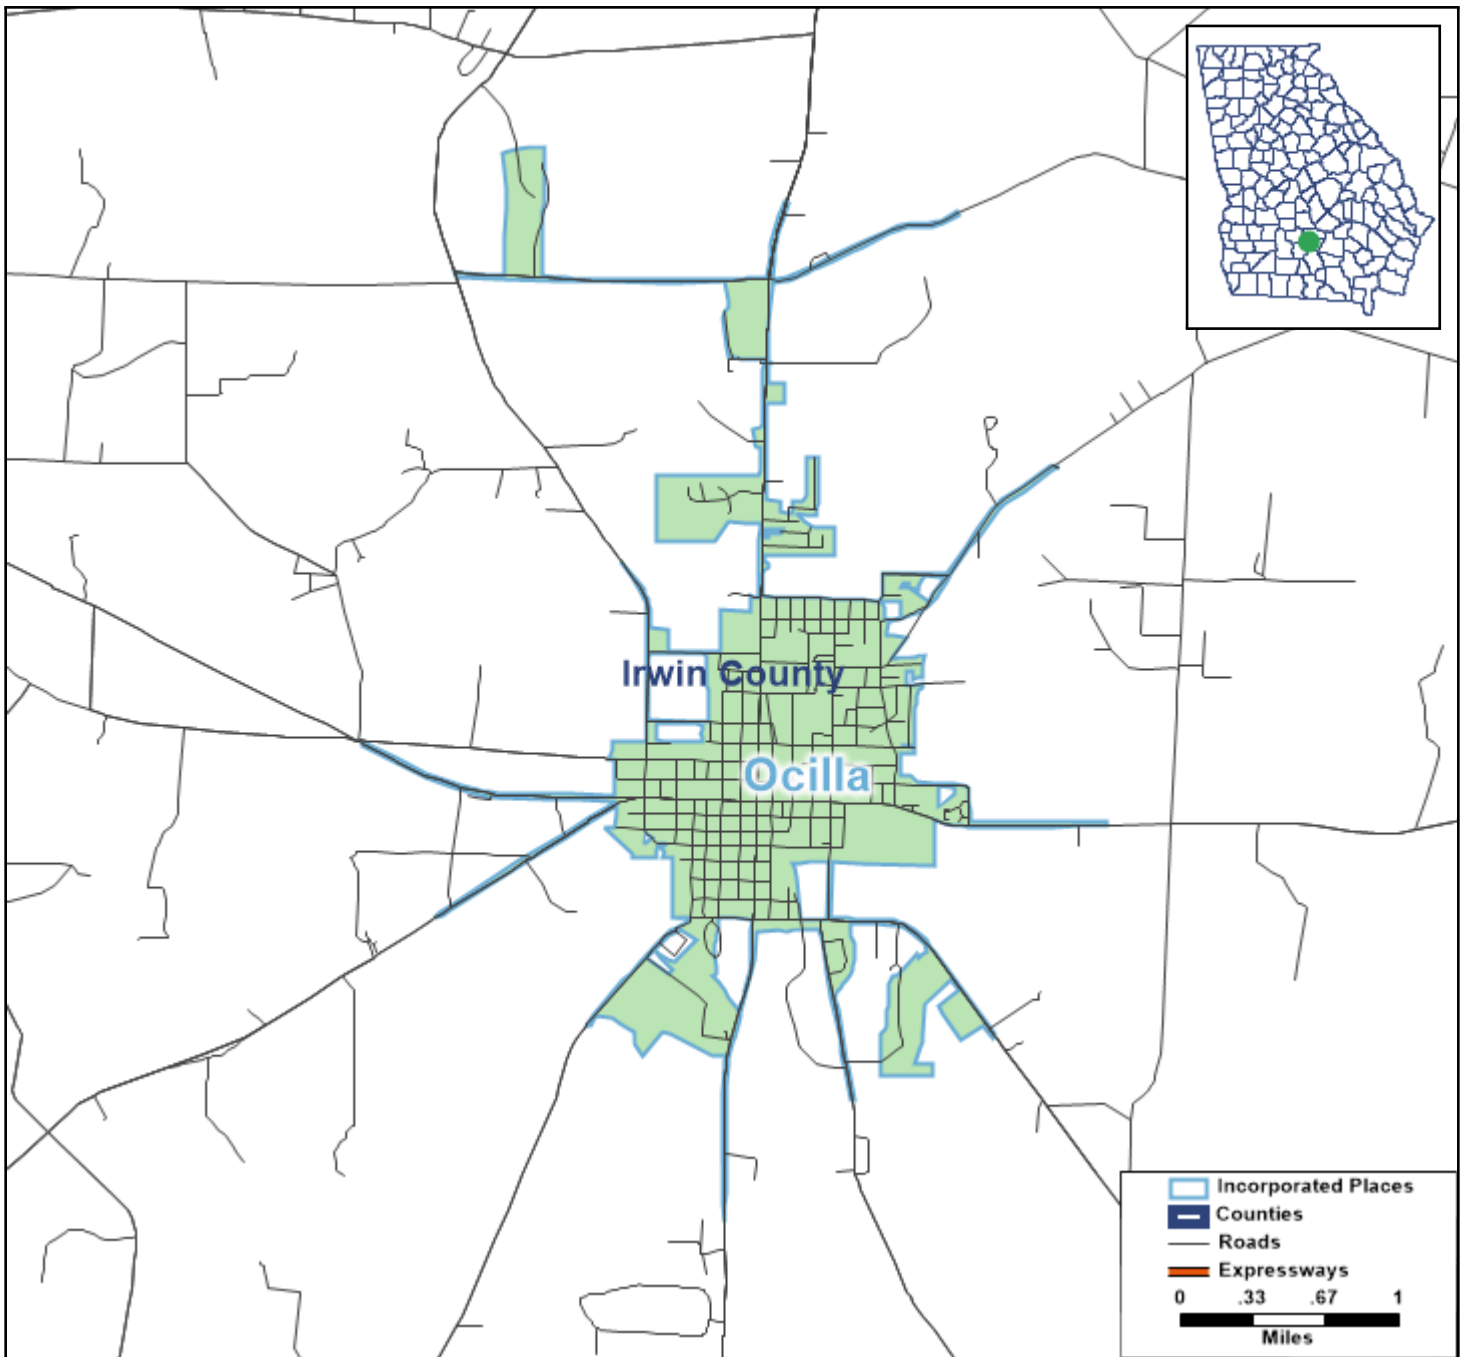 Irwin County
Ocilla
Incorporated Places
Counties
Roads
Expressways
0 .33 .67 1
Miles